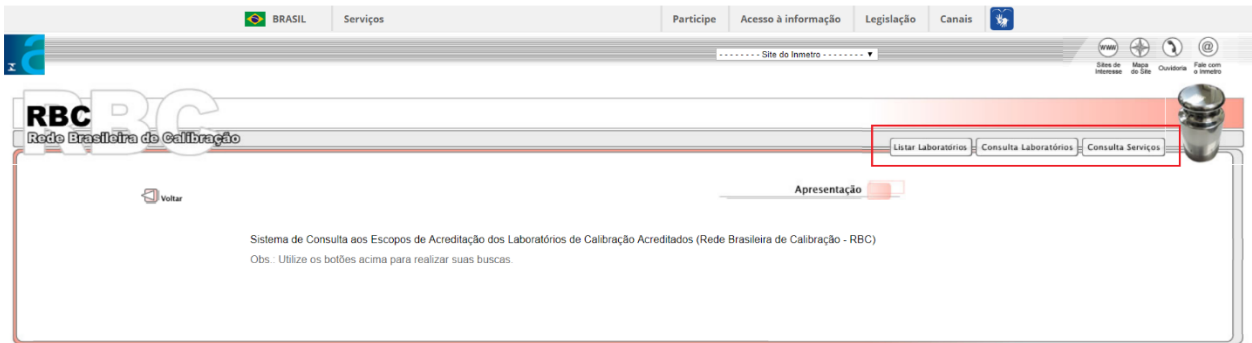 BRASIL Serviços Participe Acesso à informação Legislação Canais
- - - - - - - - Site do Inmetro - - - - - - - -
www @
Sites de Interesse Mapa do Site Ouvidoria Fale com o Inmetro
RBC
RBC
Rede Brasileira de Calibração
Listar Laboratórios Consulta Laboratórios Consulta Serviços
Voltar
Apresentação
Sistema de Consulta aos Escopos de Acreditação dos Laboratórios de Calibração Acreditados (Rede Brasileira de Calibração - RBC)
Obs.: Utilize os botões acima para realizar suas buscas.